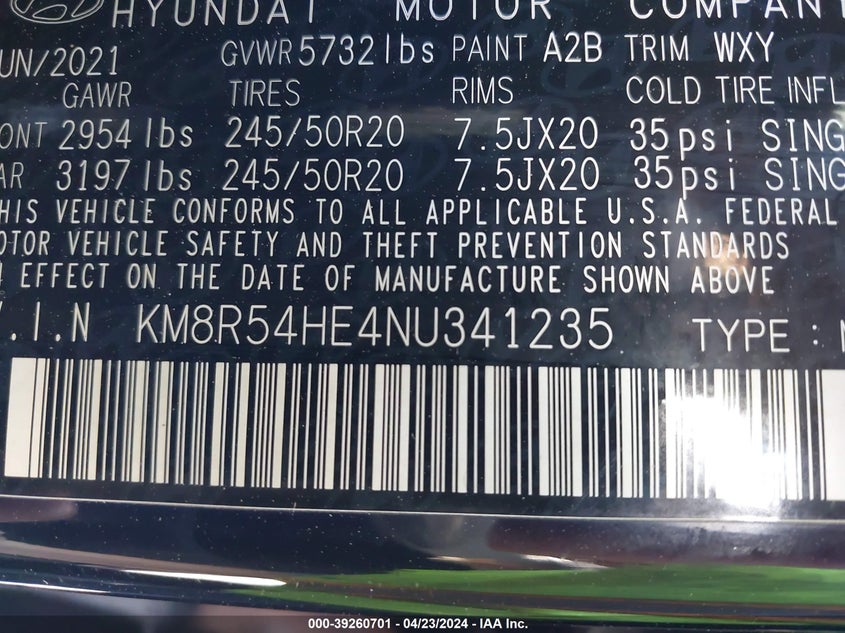 HYUNDAI MOTOR COMPAN
UN/2021 GVWR 5732 lbs PAINT A2B TRIM WXY
GAWR TIRES RIMS COLD TIRE INFL
ONT 2954 lbs 245/50R20 7.5JX20 35psi SING
AR 3197 lbs 245/50R20 7.5JX20 35psi SING
HIS VEHICLE CONFORMS TO ALL APPLICABLE U.S.A. FEDERAL
OTOR VEHICLE SAFETY AND THEFT PREVENTION STANDARDS
N EFFECT ON THE DATE OF MANUFACTURE SHOWN ABOVE
V.I.N KM8R54HE4NU341235 TYPE : M
000-39260701 - 04/23/2024 - IAA Inc.